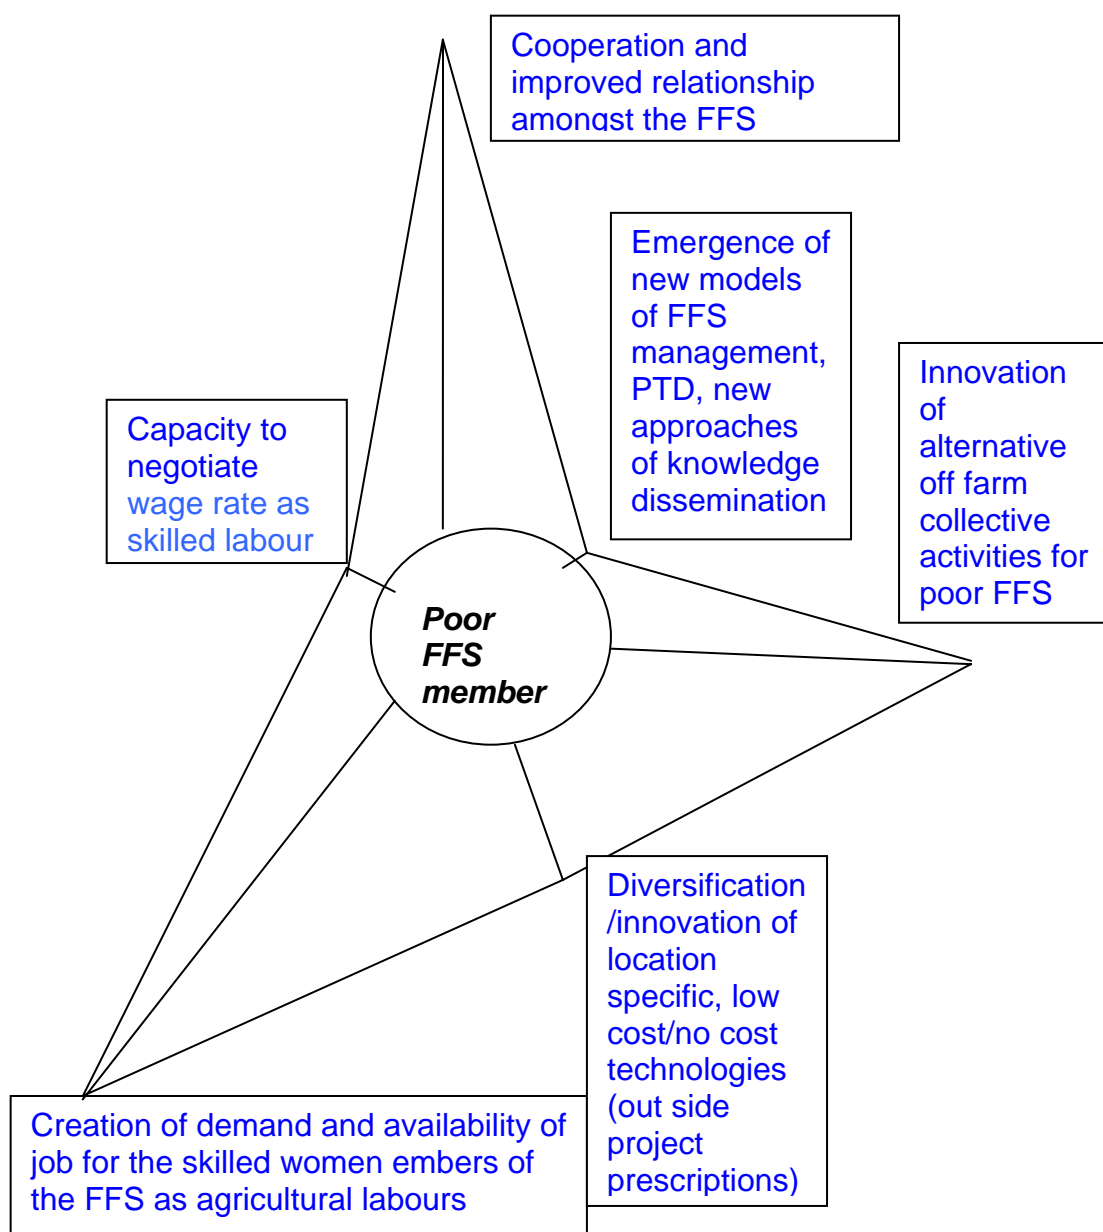 Cooperation and
improved relationship
amongst the FFS
Emergence of
new models
of FFS
management,
PTD, new
approaches
of knowledge
dissemination
Innovation
of
alternative
off farm
collective
activities for
poor FFS
Capacity to
negotiate
wage rate as
skilled labour
Poor
FFS
member
Diversification
/innovation of
location
specific, low
cost/no cost
technologies
(out side
project
prescriptions)
Creation of demand and availability of
job for the skilled women embers of
the FFS as agricultural labours